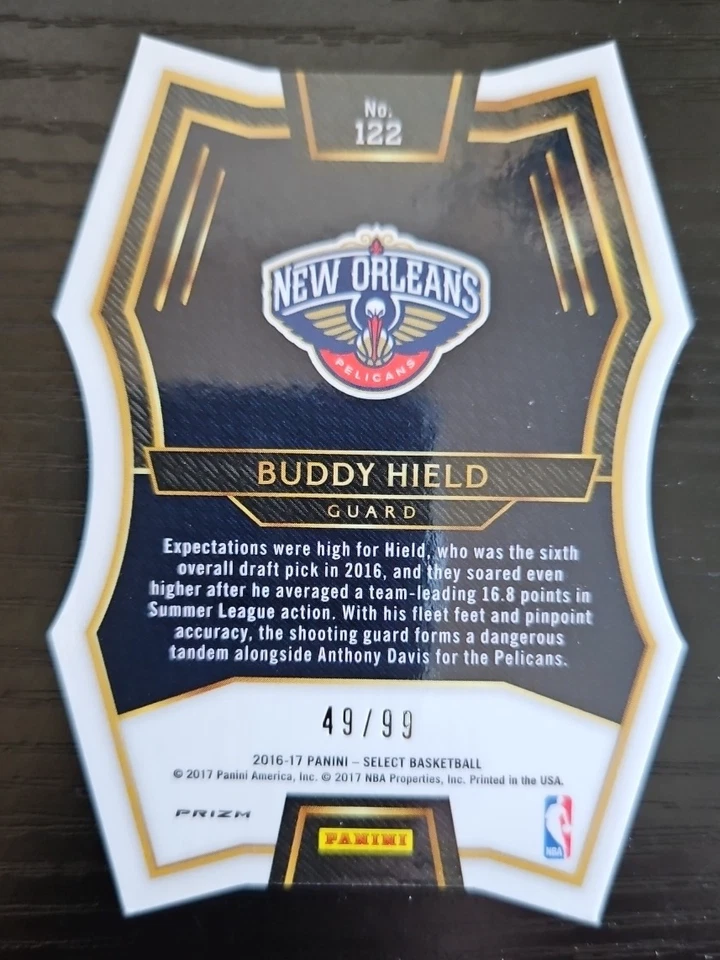 No.
122
NEW ORLEANS
PELICANS
BUDDY HIELD
GUARD
Expectations were high for Hield, who was the sixth
overall draft pick in 2016, and they soared even
higher after he averaged a team-leading 16.8 points in
Summer League action. With his fleet feet and pinpoint
accuracy, the shooting guard forms a dangerous
tandem alongside Anthony Davis for the Pelicans.
49/99
2016-17 PANINI – SELECT BASKETBALL
© 2017 Panini America, Inc. © 2017 NBA Properties, Inc. Printed in the USA.
PRIZM
PANINI
NBA